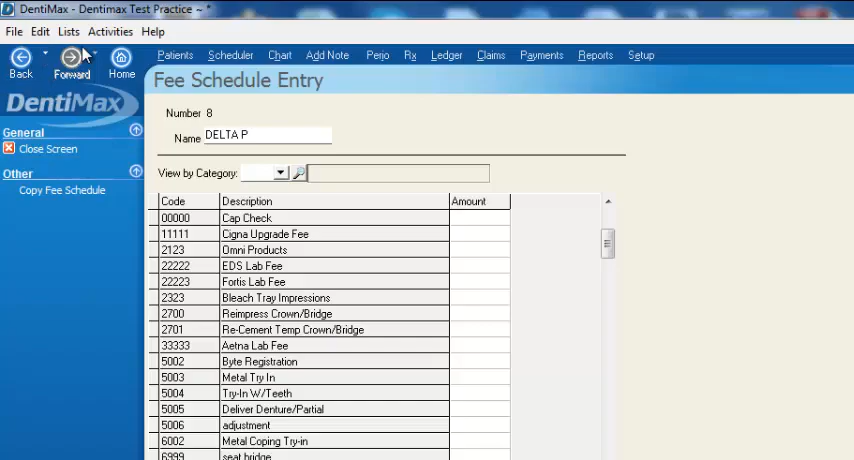 DentiMax - Dentimax Test Practice ~ *
File Edit Lists Activities Help
Back Forward Home
Patients Scheduler Chart Add Note Perio Rx Ledger Claims Payments Reports Setup
DentiMax
General
Close Screen
Other
Copy Fee Schedule
Fee Schedule Entry
Number 8
Name DELTA P
View by Category:
Code Description Amount
00000 Cap Check
11111 Cigna Upgrade Fee
2123 Omni Products
22222 EDS Lab Fee
22223 Fortis Lab Fee
2323 Bleach Tray Impressions
2700 Reimpress Crown/Bridge
2701 Re-Cement Temp Crown/Bridge
33333 Aetna Lab Fee
5002 Byte Registration
5003 Metal Try In
5004 Try-In W/Teeth
5005 Deliver Denture/Partial
5006 adjustment
6002 Metal Coping Try-in
6999 seat bridge